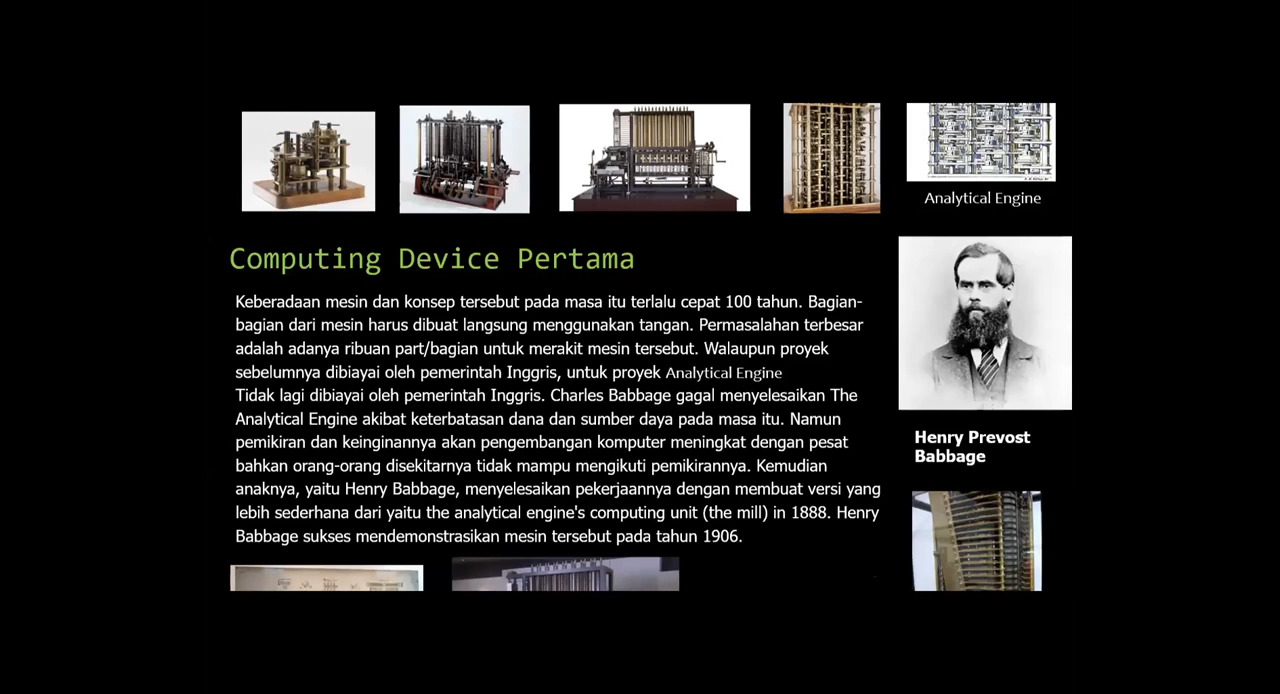 Analytical Engine
Computing Device Pertama
Keberadaan mesin dan konsep tersebut pada masa itu terlalu cepat 100 tahun. Bagian-
bagian dari mesin harus dibuat langsung menggunakan tangan. Permasalahan terbesar
adalah adanya ribuan part/bagian untuk merakit mesin tersebut. Walaupun proyek
sebelumnya dibiayai oleh pemerintah Inggris, untuk proyek Analytical Engine
Tidak lagi dibiayai oleh pemerintah Inggris. Charles Babbage gagal menyelesaikan The
Analytical Engine akibat keterbatasan dana dan sumber daya pada masa itu. Namun
pemikiran dan keinginannya akan pengembangan komputer meningkat dengan pesat
bahkan orang-orang disekitarnya tidak mampu mengikuti pemikirannya. Kemudian
anaknya, yaitu Henry Babbage, menyelesaikan pekerjaannya dengan membuat versi yang
lebih sederhana dari yaitu the analytical engine's computing unit (the mill) in 1888. Henry
Babbage sukses mendemonstrasikan mesin tersebut pada tahun 1906.
Henry Prevost
Babbage